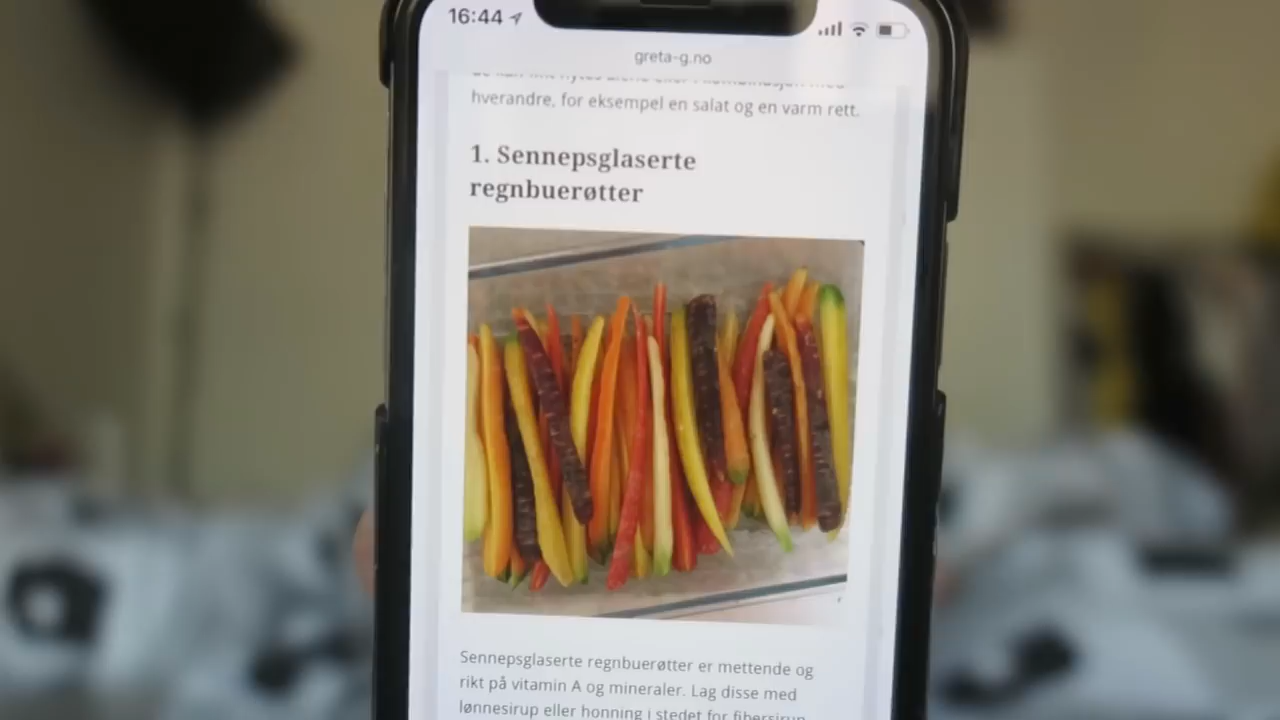 16:44
greta-g.no
hverandre, for eksempel en salat og en varm rett.
1. Sennepsglaserte
regnbuerøtter
Sennepsglaserte regnbuerøtter er mettende og
rikt på vitamin A og mineraler. Lag disse med
lønnesirup eller honning i stedet for fibersirup